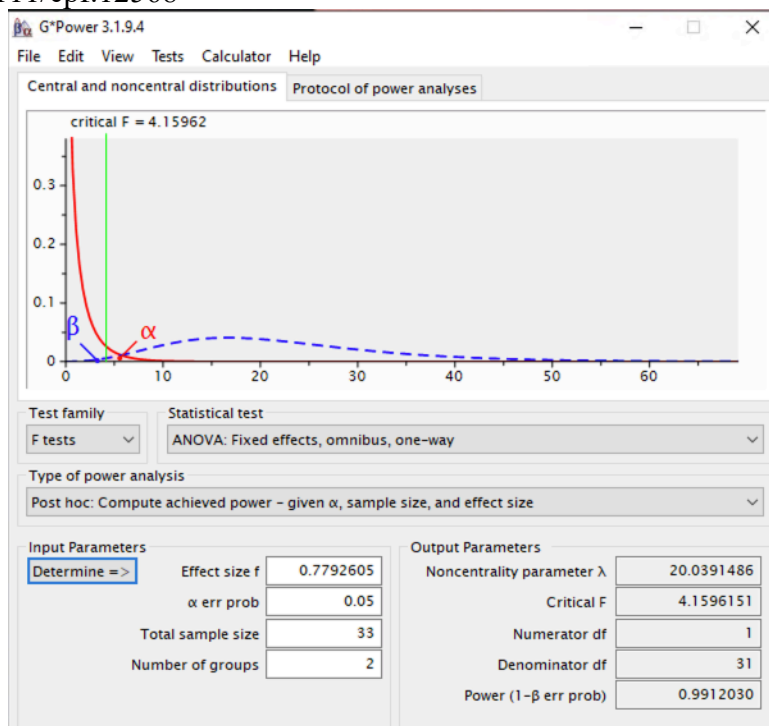 G*Power 3.1.9.4
File Edit View Tests Calculator Help
Central and noncentral distributions Protocol of power analyses
critical F = 4.15962
0.3
0.2
0.1
0
β
α
0 10 20 30 40 50 60
Test family Statistical test
F tests ANOVA: Fixed effects, omnibus, one-way
Type of power analysis
Post hoc: Compute achieved power – given α, sample size, and effect size
Input Parameters Output Parameters
Determine => Effect size f 0.7792605 Noncentrality parameter λ 20.0391486
α err prob 0.05 Critical F 4.1596151
Total sample size 33 Numerator df 1
Number of groups 2 Denominator df 31
Power (1-β err prob) 0.9912030